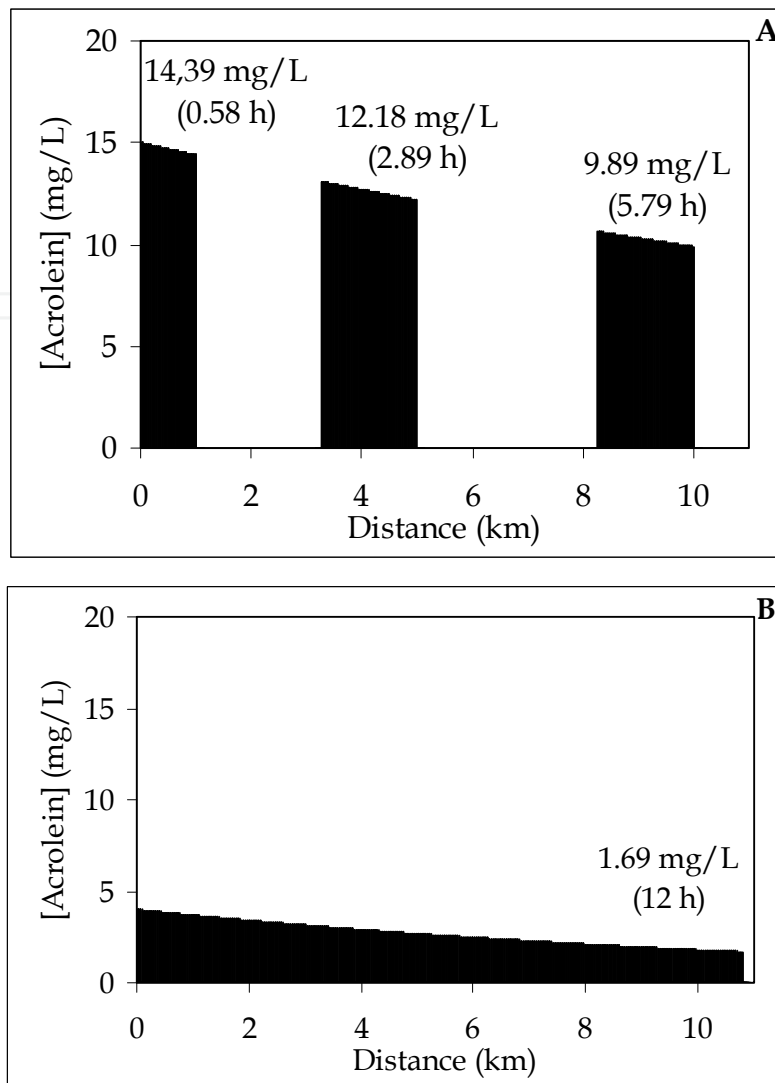 A
20
14,39 mg/L
(0.58 h)
12.18 mg/L
(2.89 h)
9.89 mg/L
(5.79 h)
15
10
5
0
[Acrolein] (mg/L)
0 2 4 6 8 10
Distance (km)
B
20
15
10
5
0
[Acrolein] (mg/L)
1.69 mg/L
(12 h)
0 2 4 6 8 10
Distance (km)